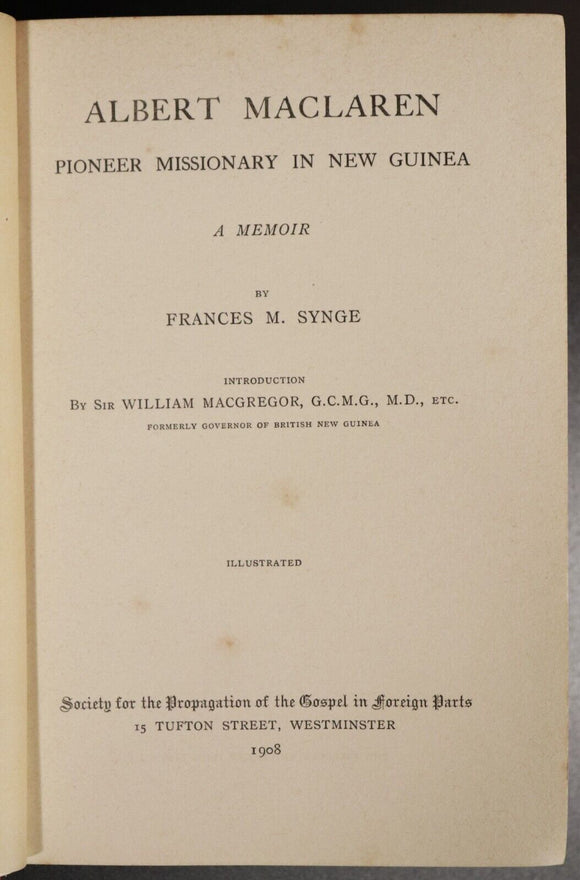 ALBERT MACLAREN
PIONEER MISSIONARY IN NEW GUINEA
A MEMOIR
BY
FRANCES M. SYNGE
INTRODUCTION
BY SIR WILLIAM MACGREGOR, G.C.M.G., M.D., ETC.
FORMERLY GOVERNOR OF BRITISH NEW GUINEA
ILLUSTRATED
Society for the Propagation of the Gospel in Foreign Parts
15 TUFTON STREET, WESTMINSTER
1908